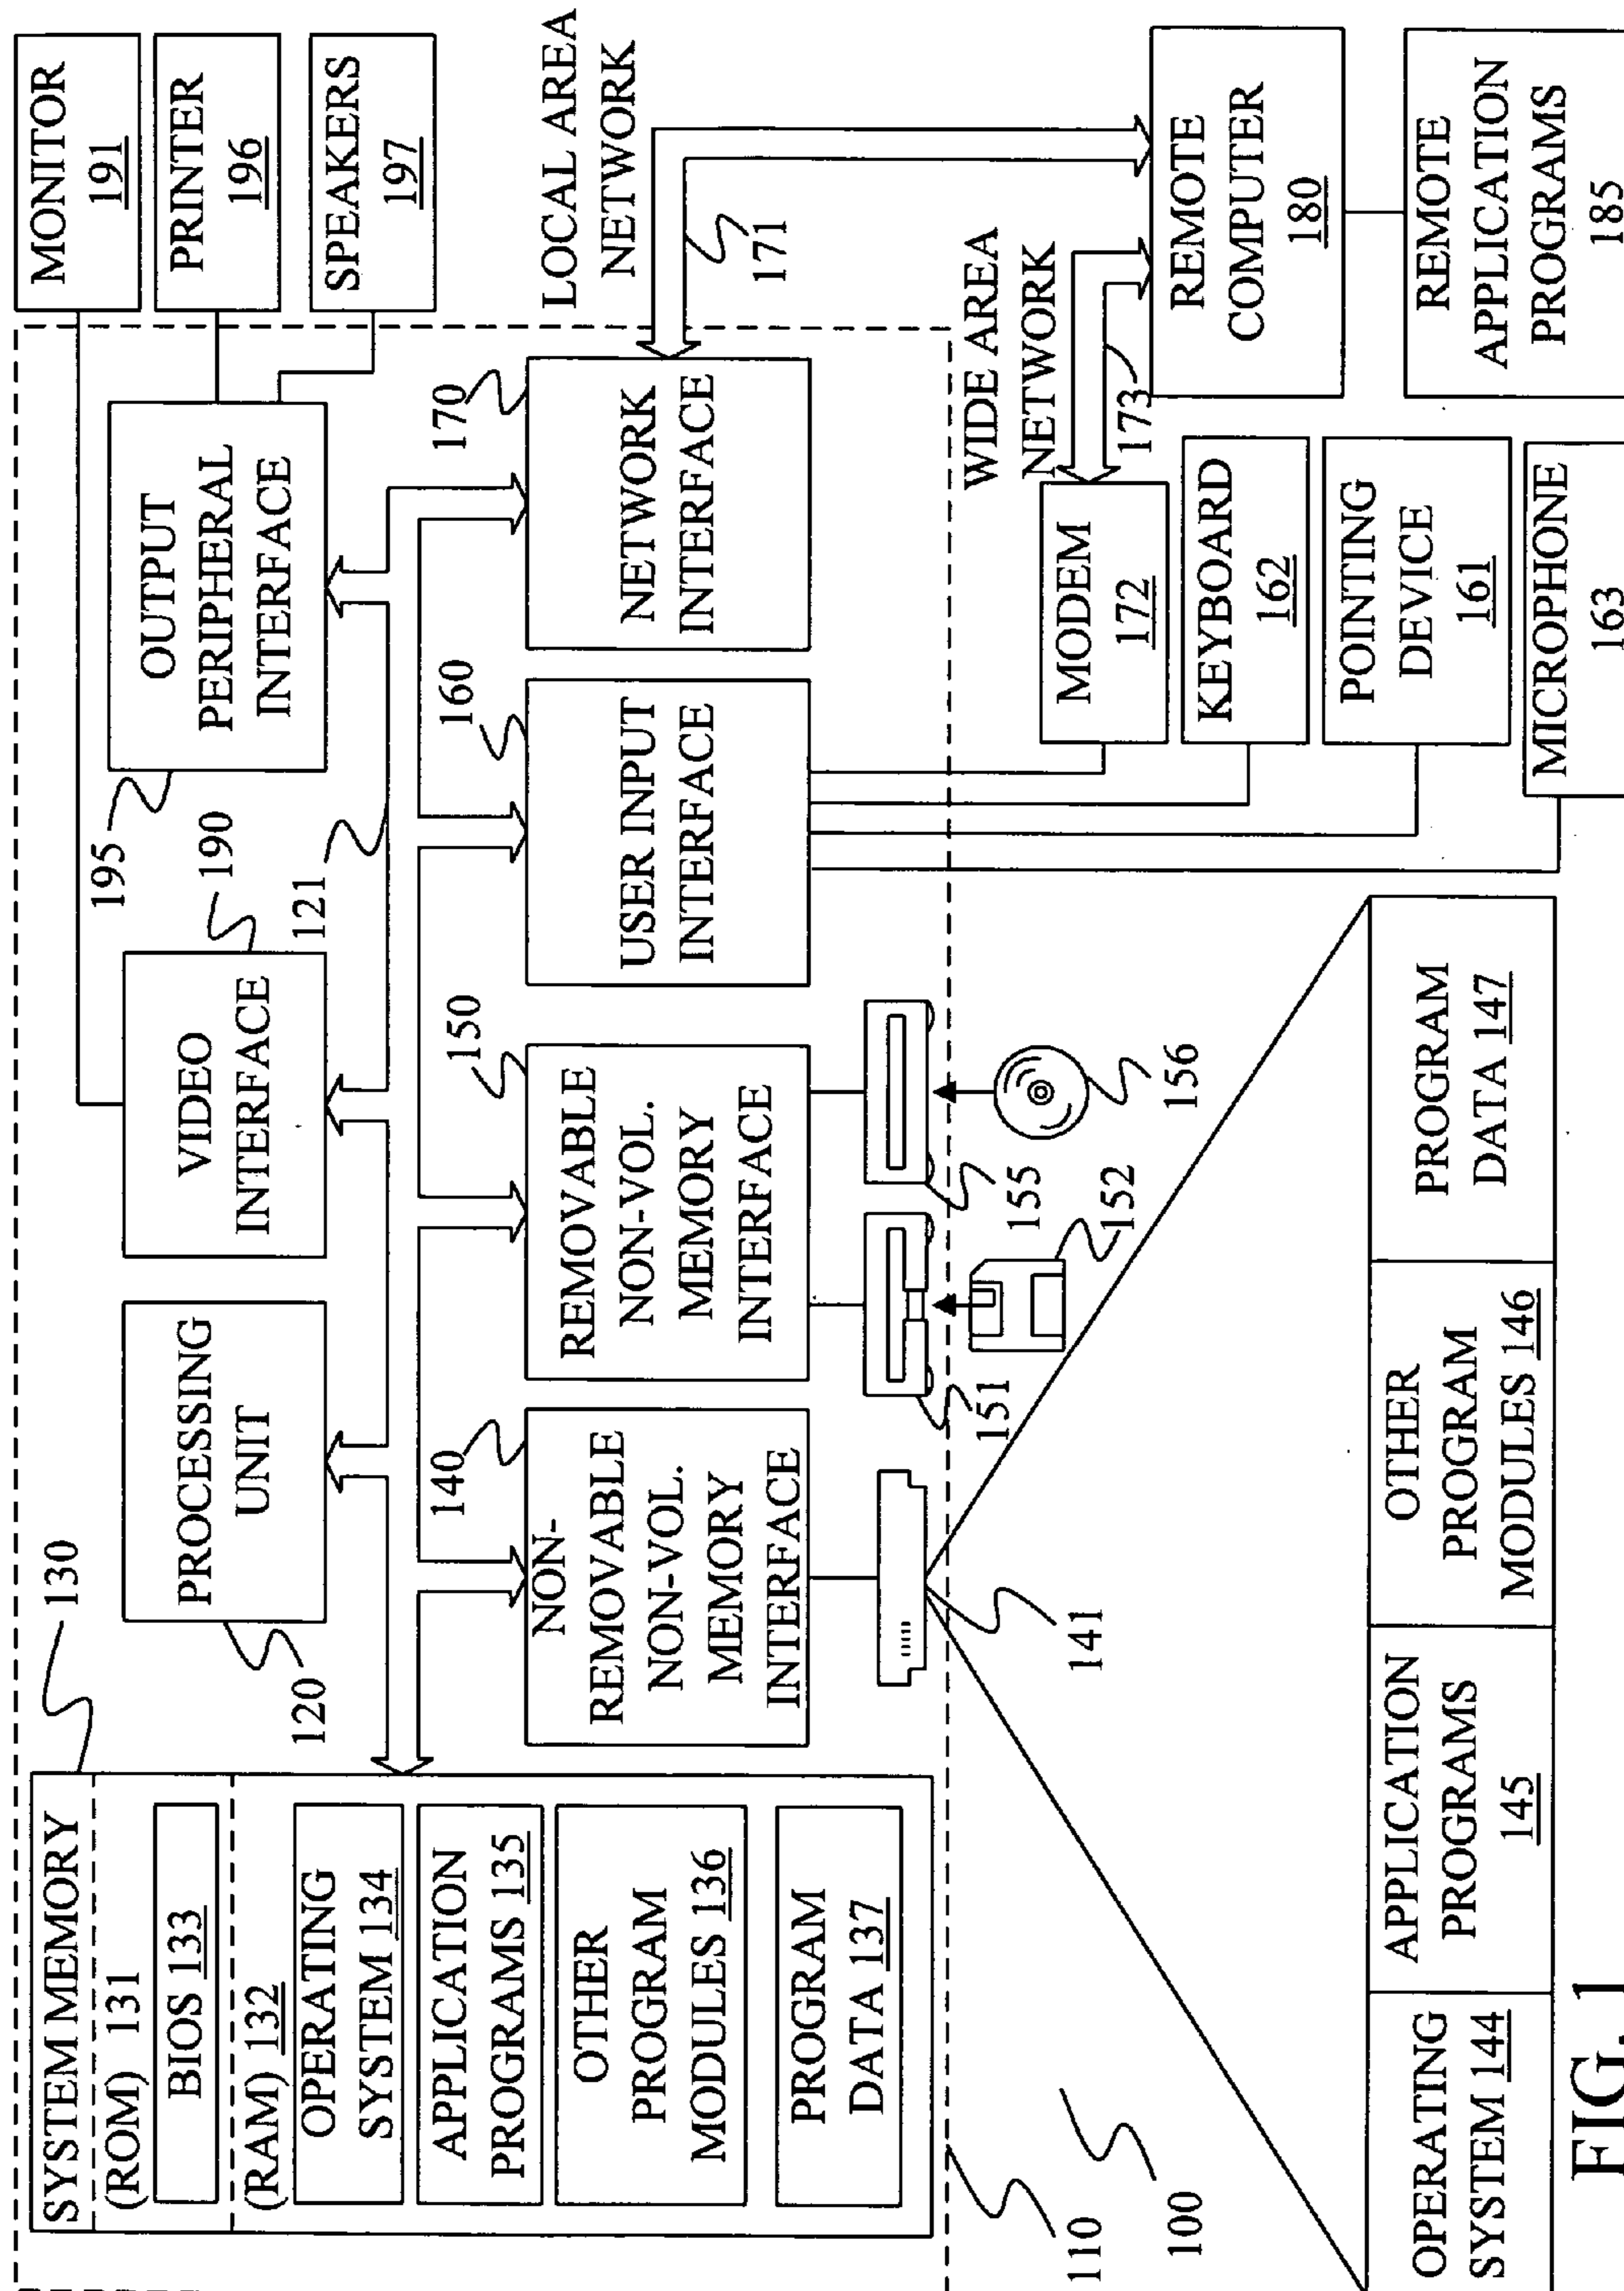 SYSTEM MEMORY
(ROM) 131
BIOS 133
(RAM) 132
OPERATING
SYSTEM 134
APPLICATION
PROGRAMS 135
OTHER
PROGRAM
MODULES 136
PROGRAM
DATA 137
130
PROCESSING
UNIT
120
VIDEO
INTERFACE
190
121
OUTPUT
PERIPHERAL
INTERFACE
195
MONITOR
191
PRINTER
196
SPEAKERS
197
NON-
REMOVABLE
NON-VOL.
MEMORY
INTERFACE
140
REMOVABLE
NON-VOL.
MEMORY
INTERFACE
150
USER INPUT
INTERFACE
160
NETWORK
INTERFACE
170
LOCAL AREA
NETWORK
171
141
151
152
155
156
WIDE AREA
NETWORK
173
MODEM
172
KEYBOARD
162
POINTING
DEVICE
161
MICROPHONE
163
REMOTE
COMPUTER
180
REMOTE
APPLICATION
PROGRAMS
185
110
100
OPERATING
SYSTEM 144
APPLICATION
PROGRAMS
145
OTHER
PROGRAM
MODULES 146
PROGRAM
DATA 147
FIG. 1